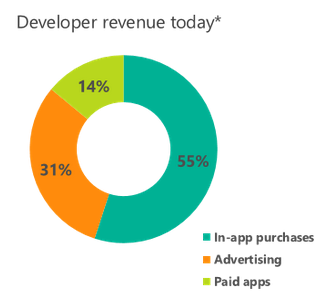 Developer revenue today*
14%
31%
55%
In-app purchases
Advertising
Paid apps